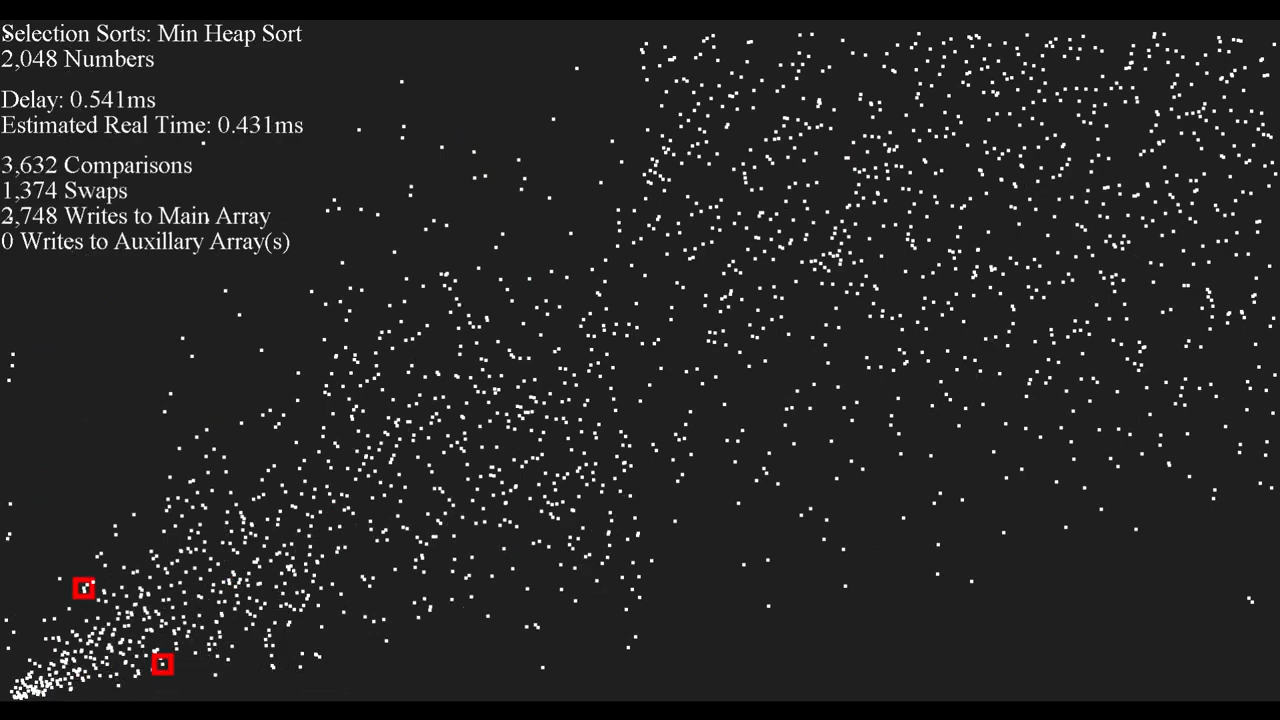 Selection Sorts: Min Heap Sort
2,048 Numbers
Delay: 0.541ms
Estimated Real Time: 0.431ms
3,632 Comparisons
1,374 Swaps
2,748 Writes to Main Array
0 Writes to Auxillary Array(s)